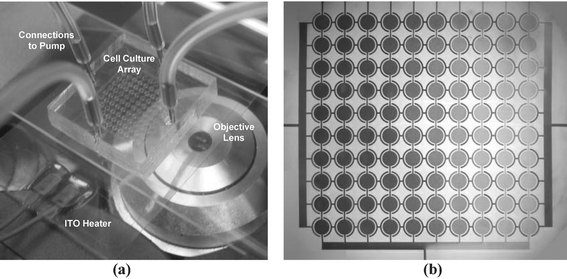 Connections
to Pump
Cell Culture
Array
Objective
Lens
ITO Heater
(a)
(b)